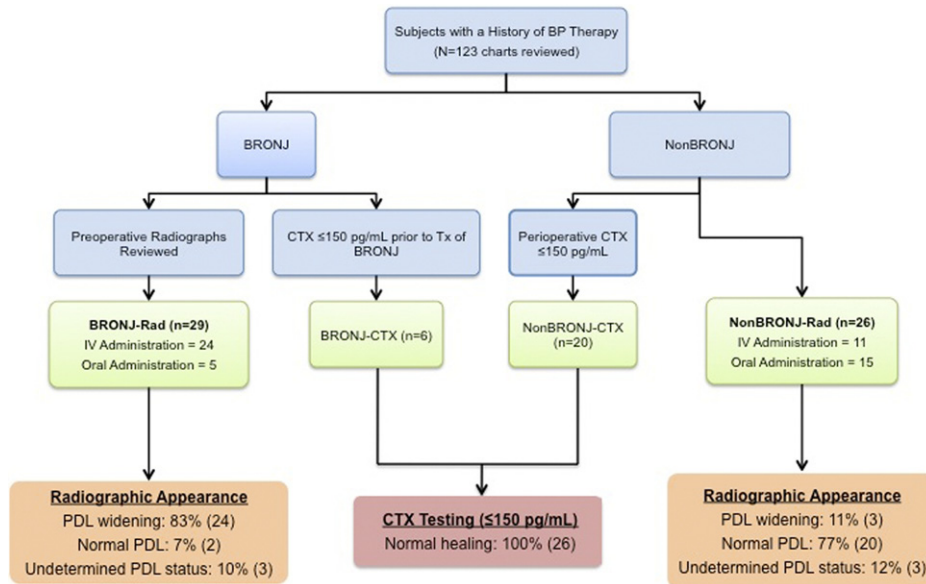 Subjects with a History of BP Therapy
(N=123 charts reviewed)
BRONJ
NonBRONJ
Preoperative Radiographs
Reviewed
CTX ≤150 pg/mL prior to Tx of
BRONJ
Perioperative CTX
≤150 pg/mL
BRONJ-Rad (n=29)
IV Administration = 24
Oral Administration = 5
BRONJ-CTX (n=6)
NonBRONJ-CTX
(n=20)
NonBRONJ-Rad (n=26)
IV Administration = 11
Oral Administration = 15
Radiographic Appearance
PDL widening: 83% (24)
Normal PDL: 7% (2)
Undetermined PDL status: 10% (3)
CTX Testing (≤150 pg/mL)
Normal healing: 100% (26)
Radiographic Appearance
PDL widening: 11% (3)
Normal PDL: 77% (20)
Undetermined PDL status: 12% (3)